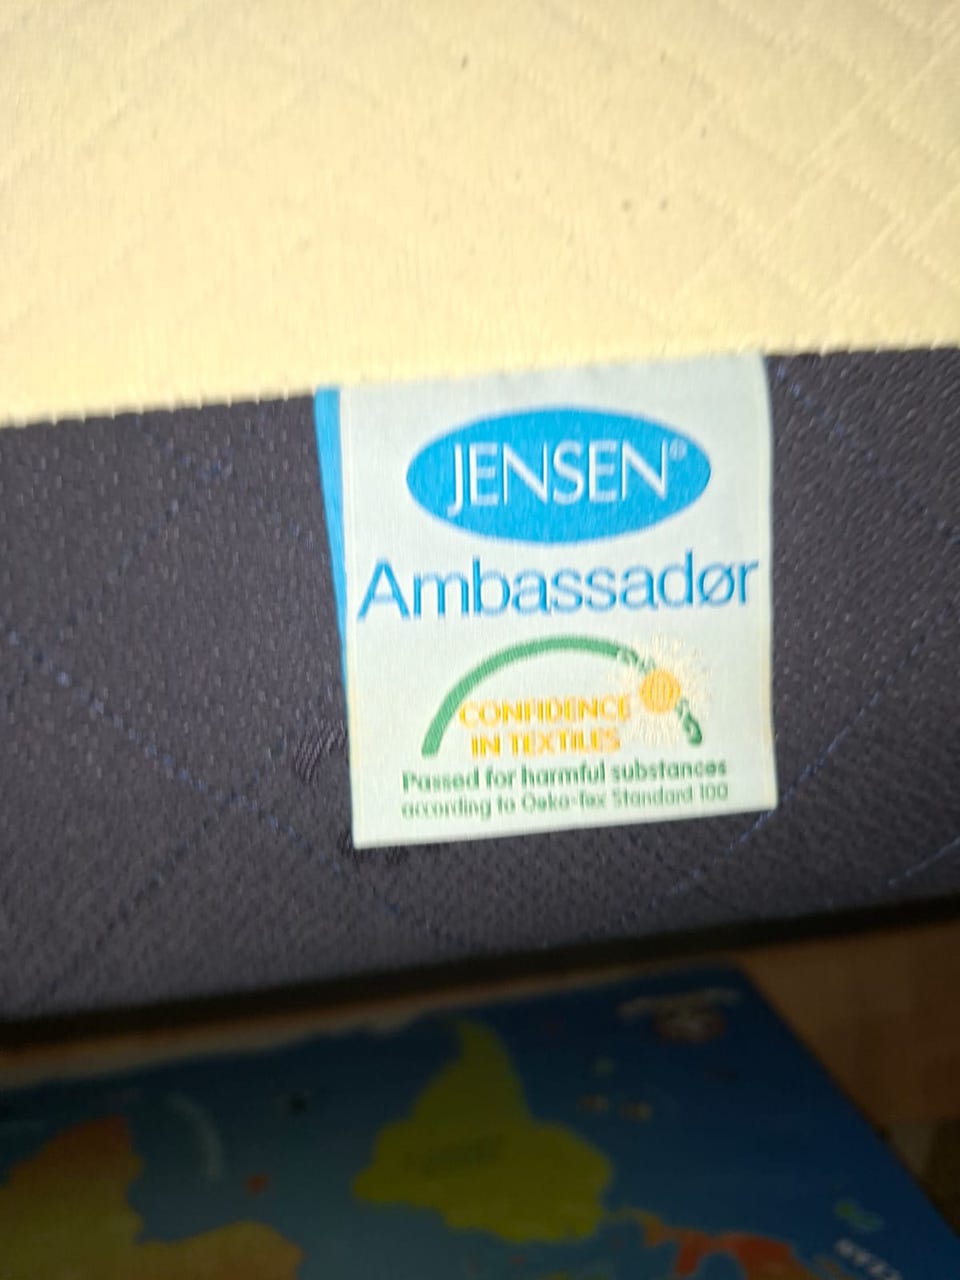 JENSEN®
Ambassadør
CONFIDENCE
IN TEXTILES
Passed for harmful substances
according to Oeko-Tex Standard 100